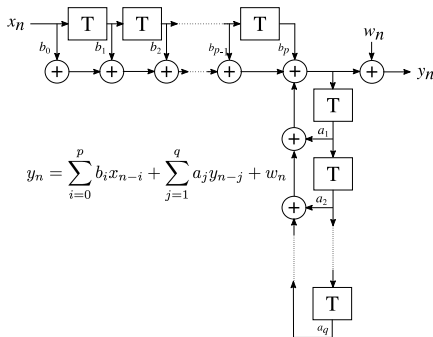 x_n T T T w_n
b_0 b_1 b_2 b_{p-1} b_p
+ + + + + + y_n
T
+ a_1
T
y_n = \sum_{i=0}^{p} b_i x_{n-i} + \sum_{j=1}^{q} a_j y_{n-j} + w_n
+ a_2
T
a_q